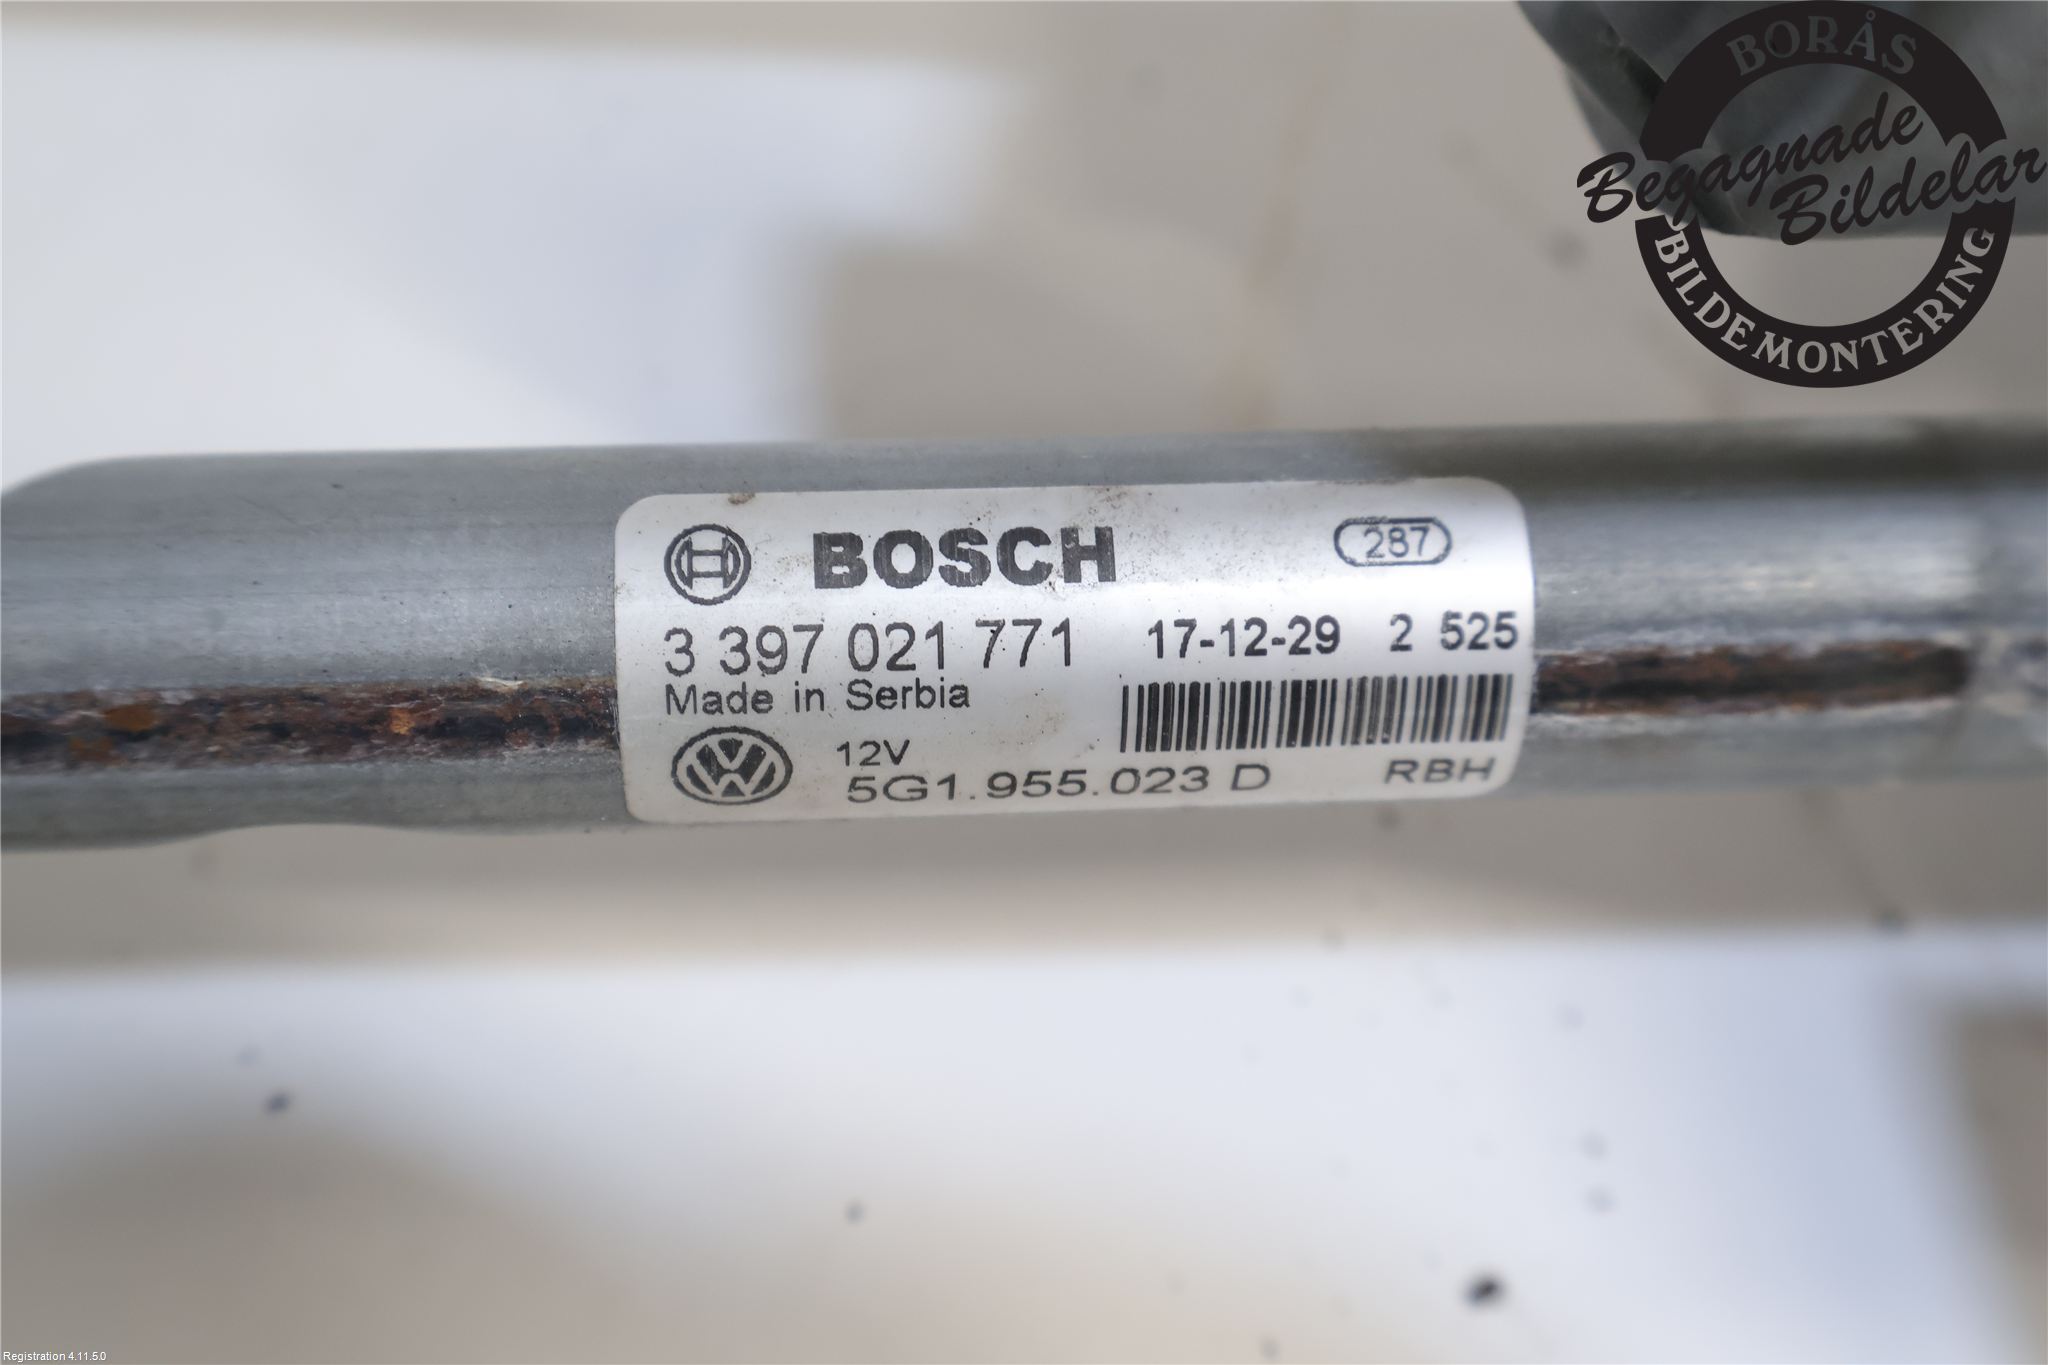 BORÅS
Begagnade
Bildelar
BILDEMONTERING
BOSCH
287
3 397 021 771 17-12-29 2 525
Made in Serbia
12V
5G1.955.023 D RBH
Registration 4.11.5.0